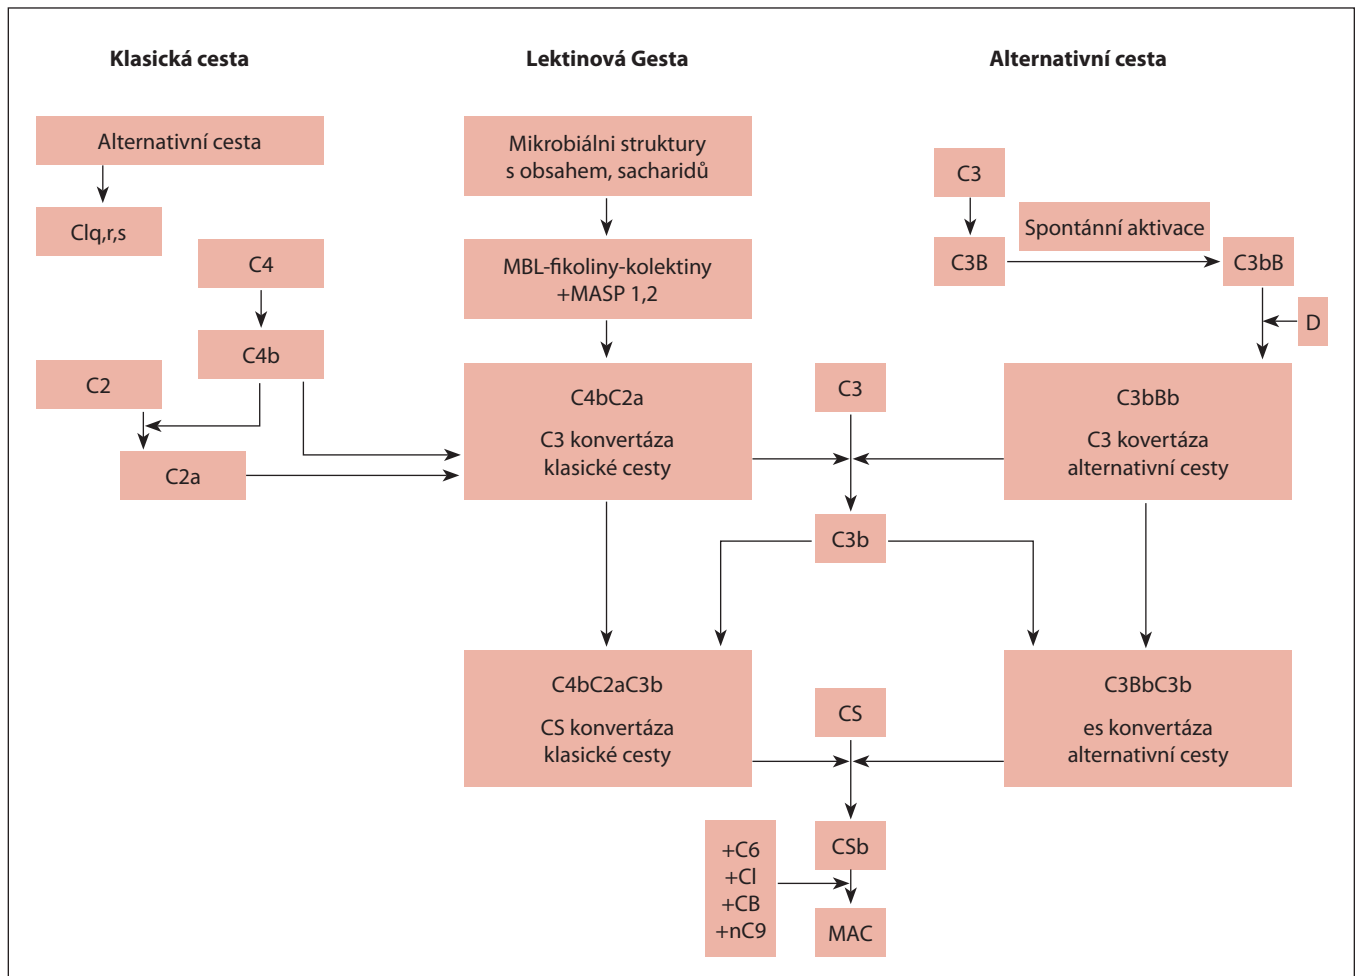 Klasická cesta
Lektinová Gesta
Alternativní cesta
Alternativní cesta
Clq,r,s
C4
C4b
C2
C2a
Mikrobiálni struktury
s obsahem, sacharidů
MBL-fikoliny-kolektiny
+MASP 1,2
C4bC2a
C3 konvertáza
klasické cesty
C3
C3B
Spontánní aktivace
C3bB
D
C3
C3b
C3bBb
C3 kovertáza
alternativní cesty
C4bC2aC3b
CS konvertáza
klasické cesty
CS
C3BbC3b
es konvertáza
alternativní cesty
+C6
+Cl
+CB
+nC9
CSb
MAC